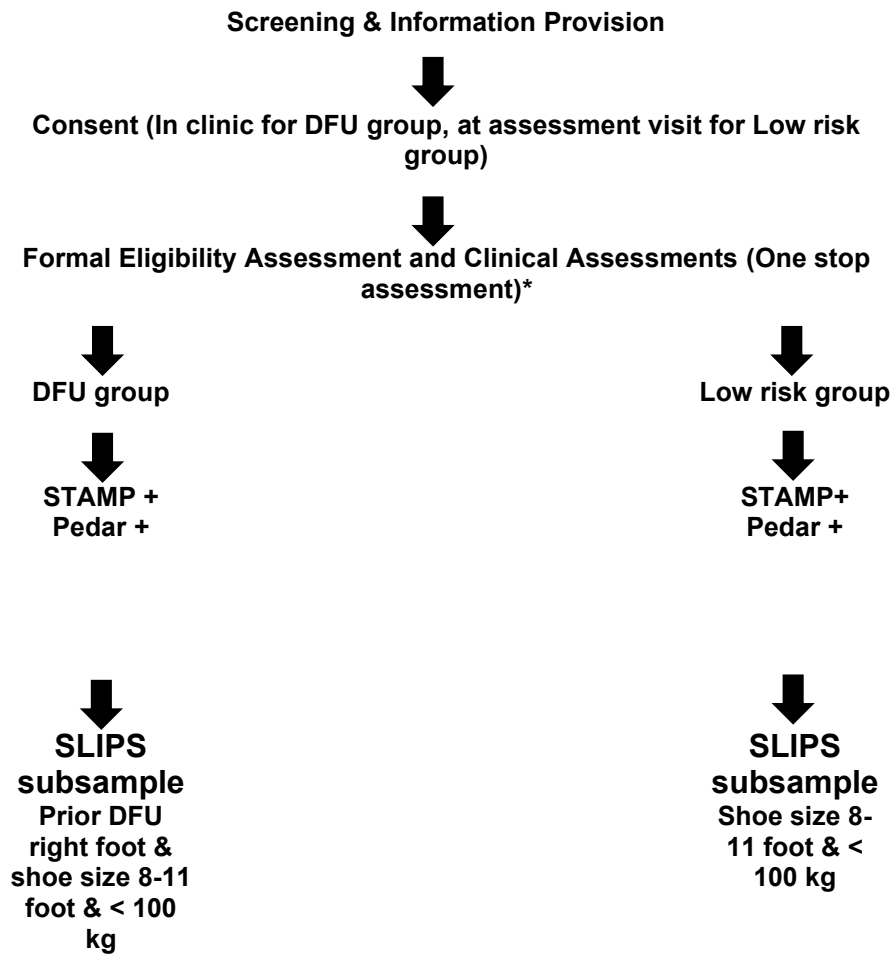 Screening & Information Provision
Consent (In clinic for DFU group, at assessment visit for Low risk
group)
Formal Eligibility Assessment and Clinical Assessments (One stop
assessment)*
DFU group
Low risk group
STAMP +
Pedar +
STAMP+
Pedar +
SLIPS
subsample
Prior DFU
right foot &
shoe size 8-11
foot & < 100
kg
SLIPS
subsample
Shoe size 8-
11 foot & <
100 kg